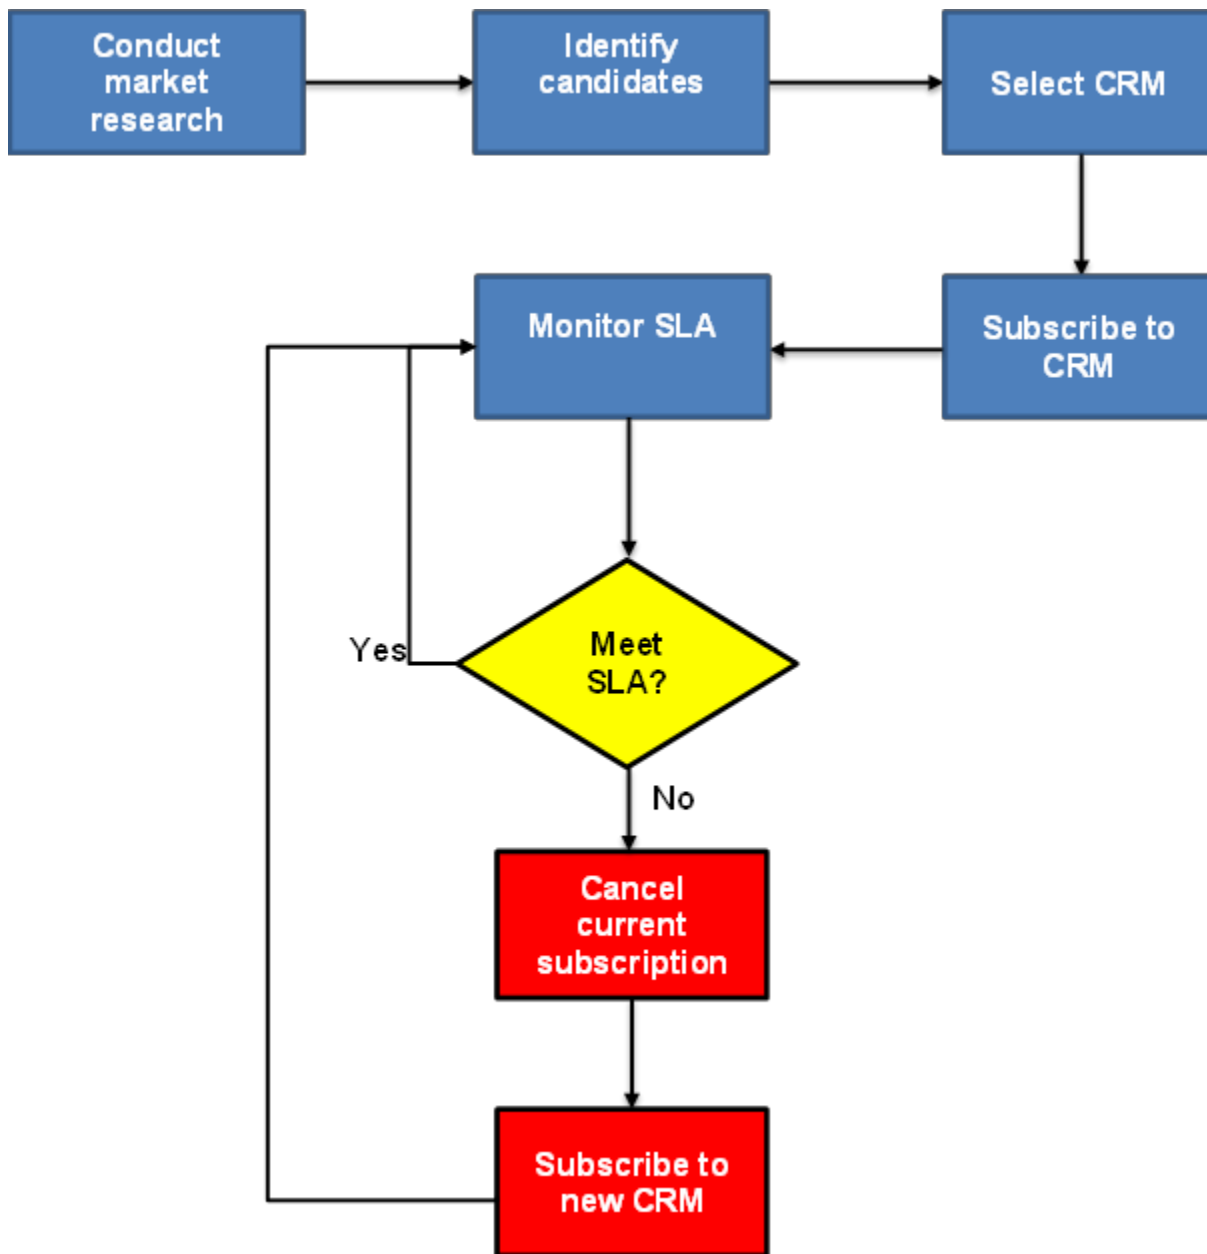 Conduct
market
research
Identify
candidates
Select CRM
Monitor SLA
Subscribe to
CRM
Meet
SLA?
Yes
No
Cancel
current
subscription
Subscribe to
new CRM